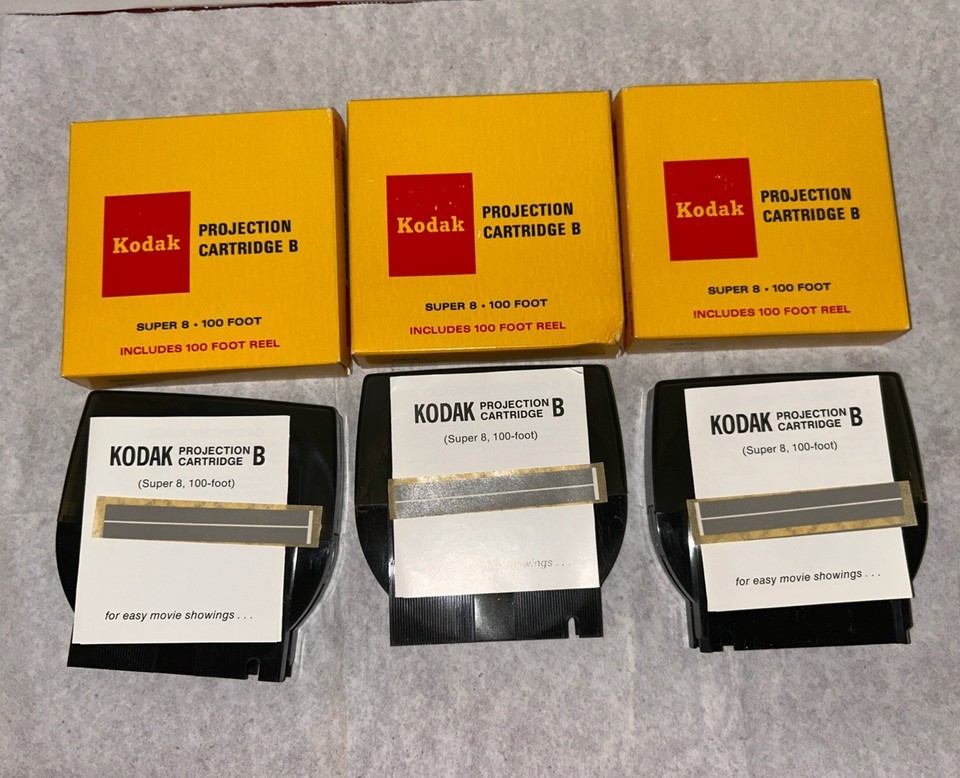 Kodak
PROJECTION
CARTRIDGE B
SUPER 8 • 100 FOOT
INCLUDES 100 FOOT REEL
Kodak
PROJECTION
CARTRIDGE B
SUPER 8 • 100 FOOT
INCLUDES 100 FOOT REEL
Kodak
PROJECTION
CARTRIDGE B
SUPER 8 • 100 FOOT
INCLUDES 100 FOOT REEL
KODAK PROJECTION CARTRIDGE B
(Super 8, 100-foot)
for easy movie showings . . .
KODAK PROJECTION CARTRIDGE B
(Super 8, 100-foot)
KODAK PROJECTION CARTRIDGE B
(Super 8, 100-foot)
for easy movie showings . . .